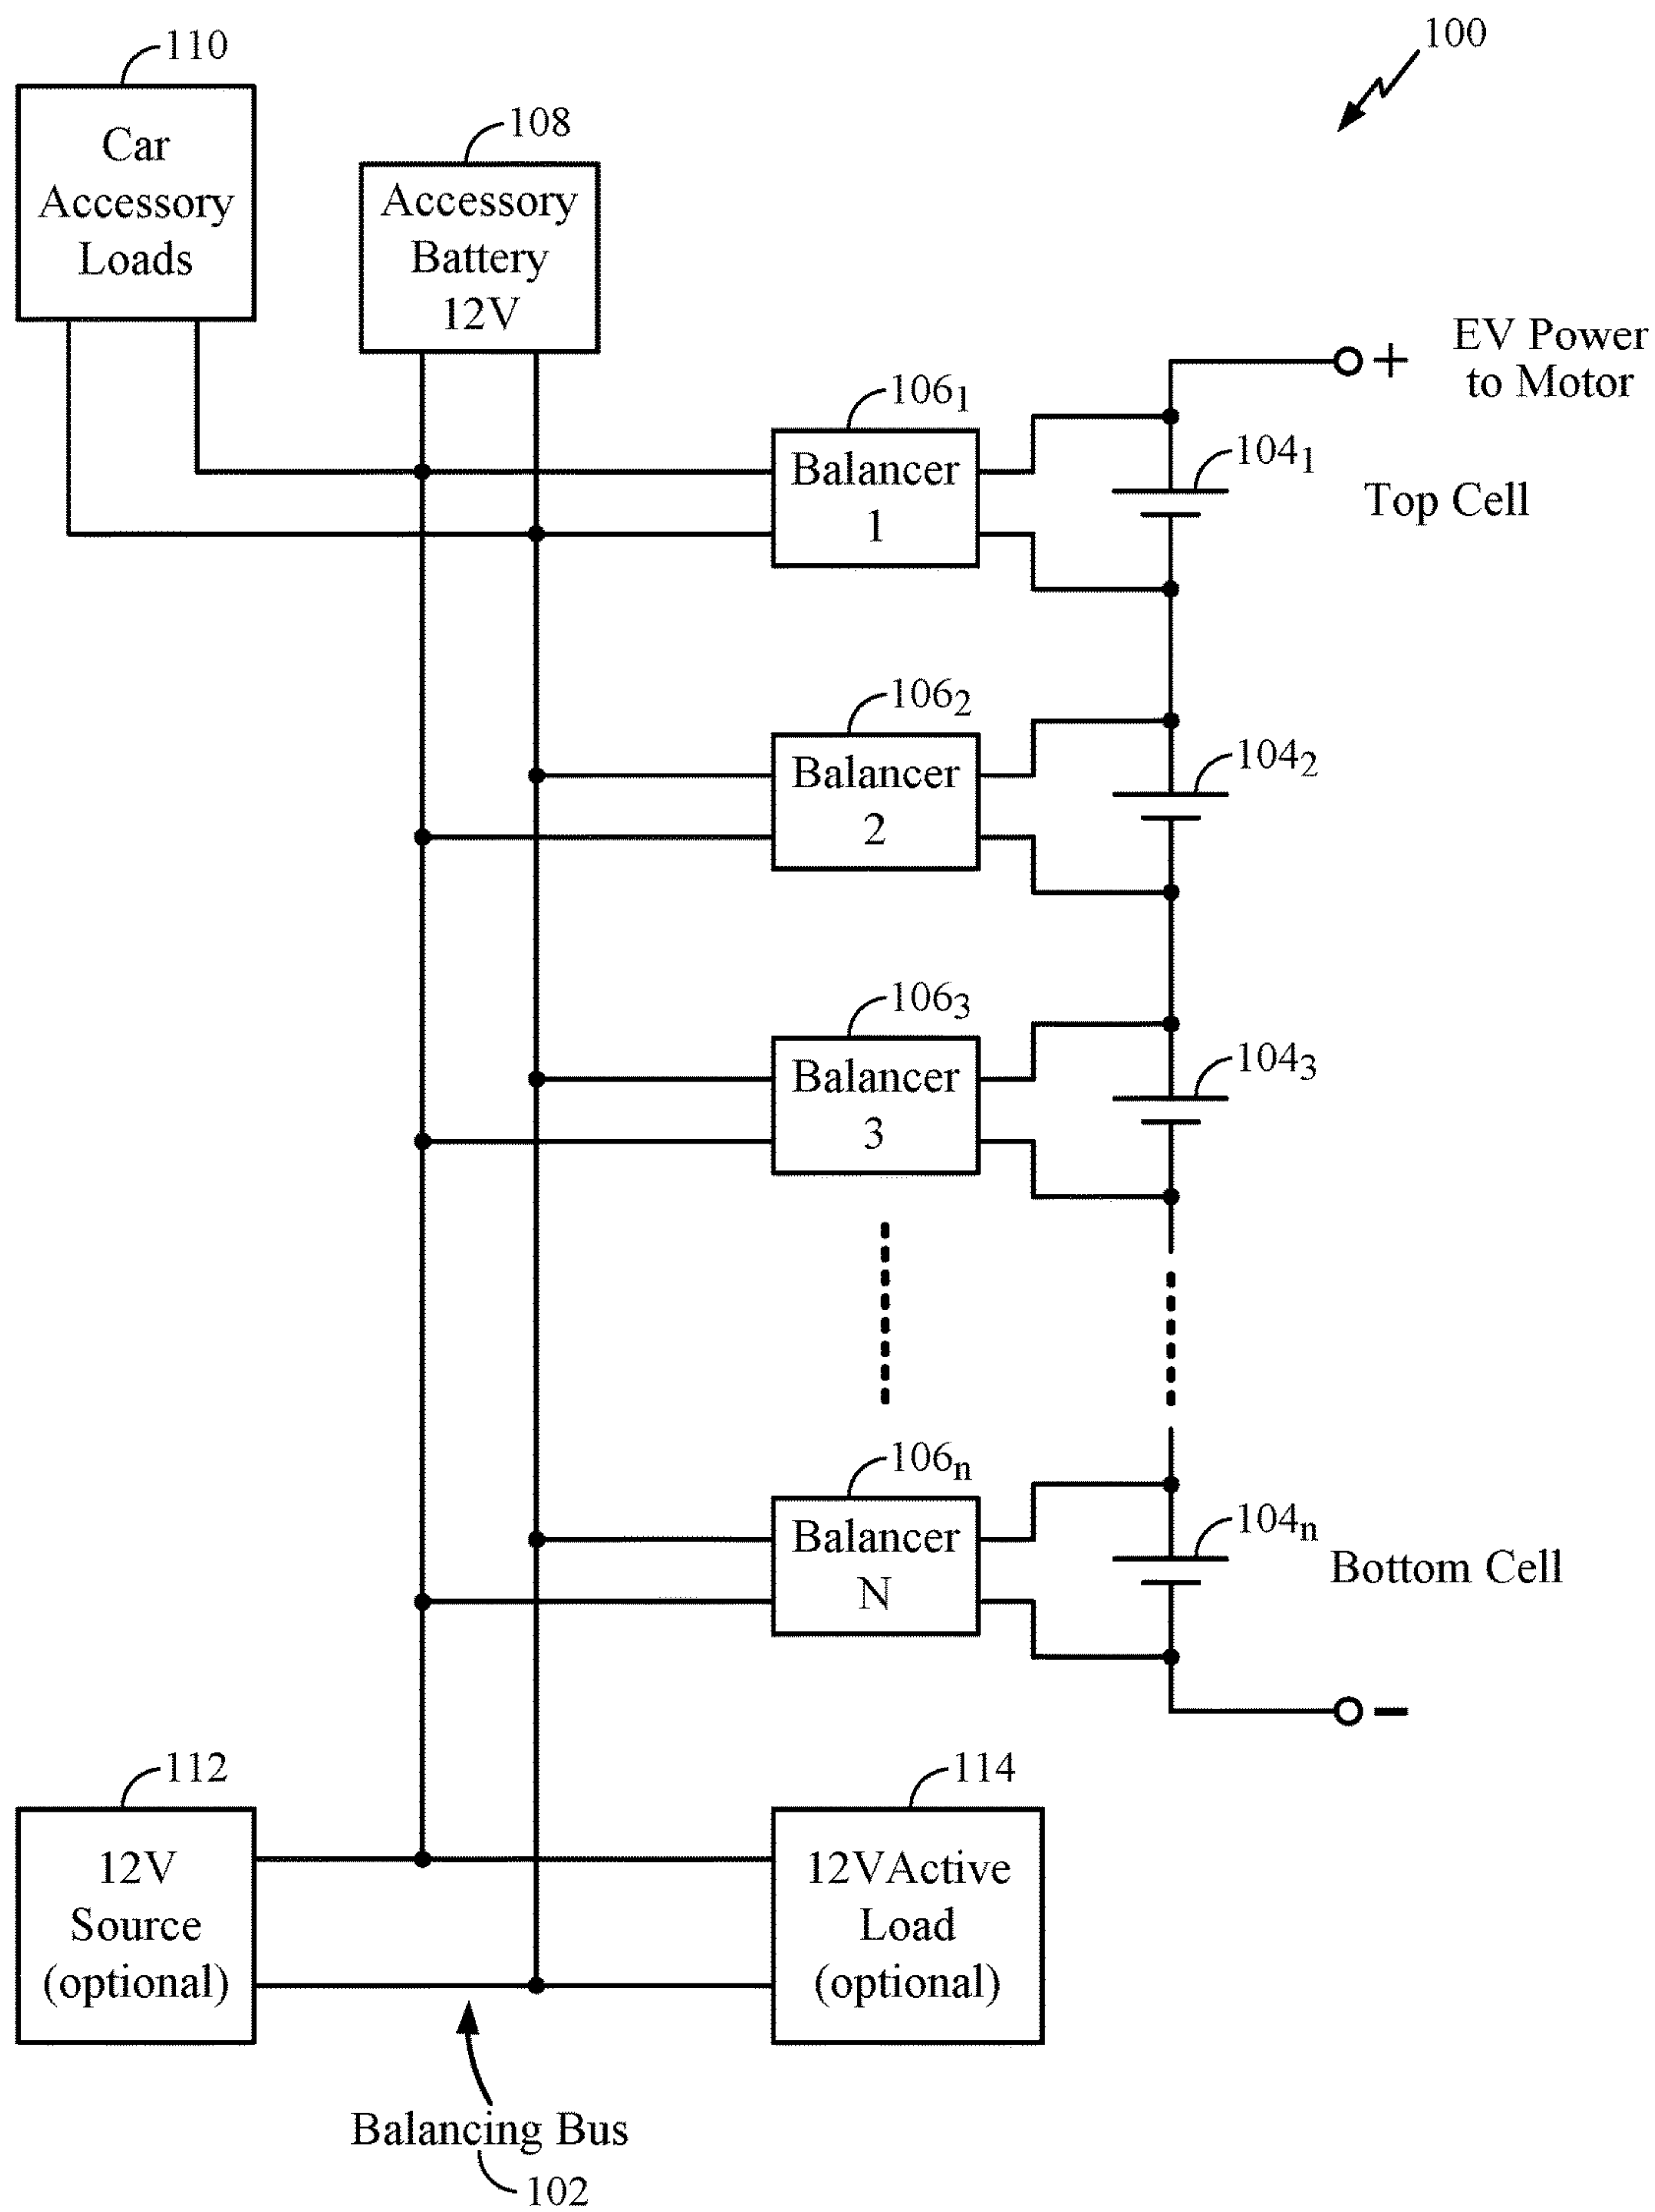 110
100
Car
Accessory
Loads
108
Accessory
Battery
12V
EV Power
to Motor
+
106₁
Balancer
1
104₁
Top Cell
106₂
Balancer
2
104₂
106₃
Balancer
3
104₃
106ₙ
Balancer
N
104ₙ
Bottom Cell
−
112
12V
Source
(optional)
114
12VActive
Load
(optional)
Balancing Bus
102